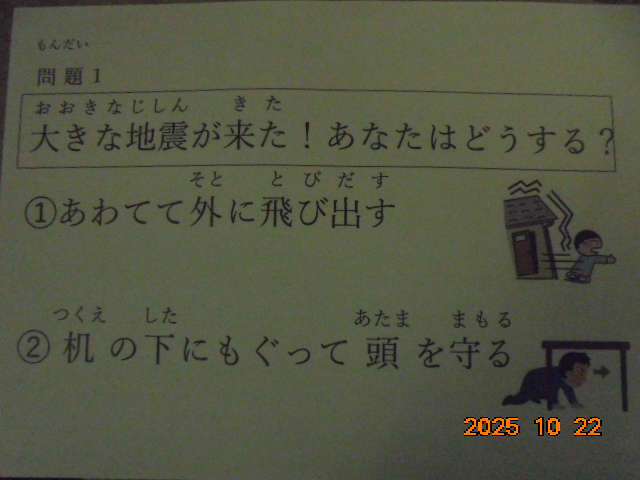 もんだい
問題1
おおきなじしん きた
大きな地震が来た！あなたはどうする？
そと とびだす
①あわてて外に飛び出す
つくえ した あたま まもる
②机の下にもぐって頭を守る
2025 10 22